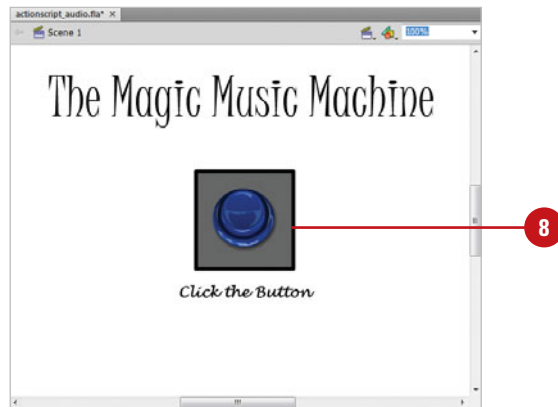 actionscript_audio.fla* ×
Scene 1
100%
The Magic Music Machine
8
Click the Button